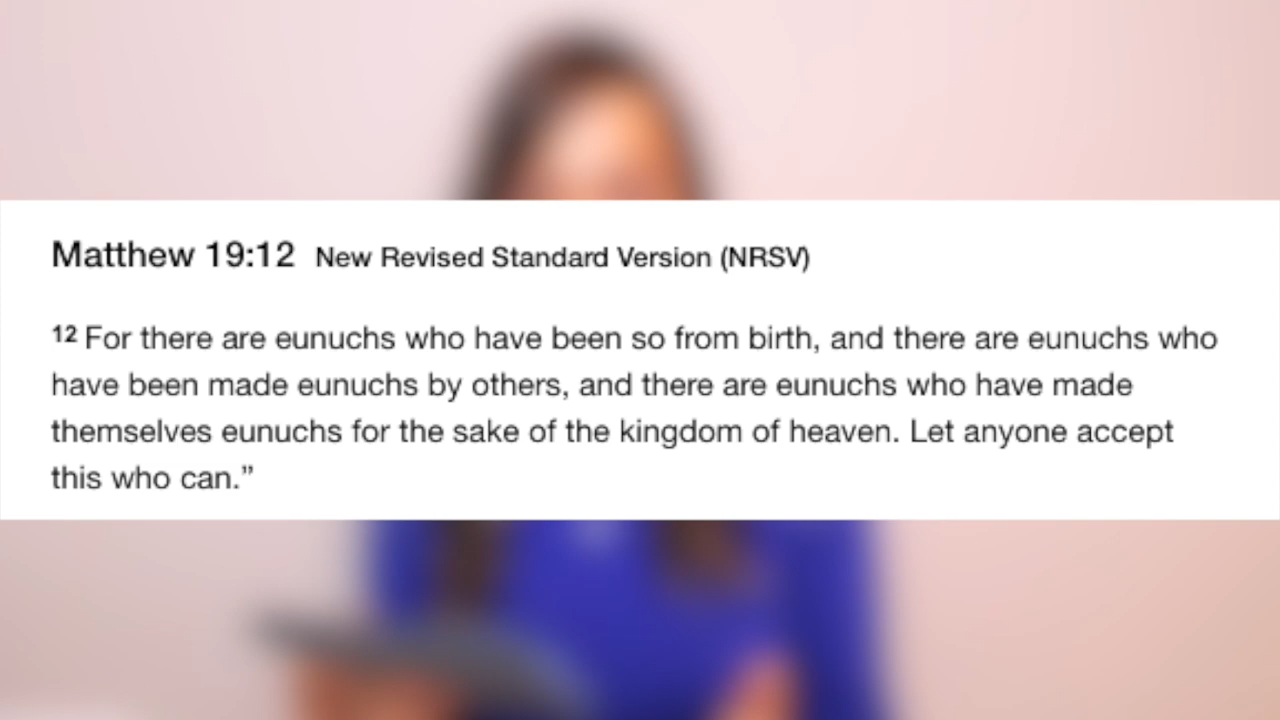 Matthew 19:12 New Revised Standard Version (NRSV)
12 For there are eunuchs who have been so from birth, and there are eunuchs who
have been made eunuchs by others, and there are eunuchs who have made
themselves eunuchs for the sake of the kingdom of heaven. Let anyone accept
this who can.”